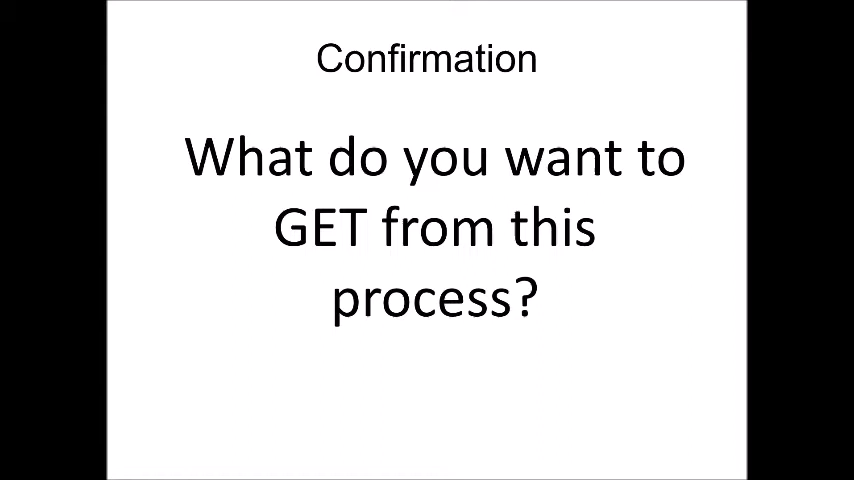 Confirmation
What do you want to
GET from this
process?